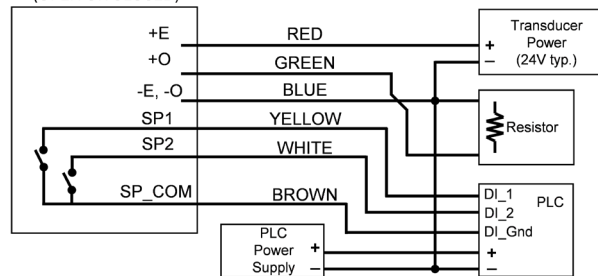 +E
RED
+O
GREEN
-E, -O
BLUE
SP1
YELLOW
SP2
WHITE
SP_COM
BROWN
Transducer
Power
(24V typ.)
+
–
Resistor
DI_1
DI_2
DI_Gnd
PLC
+
–
PLC
Power
Supply
+
–